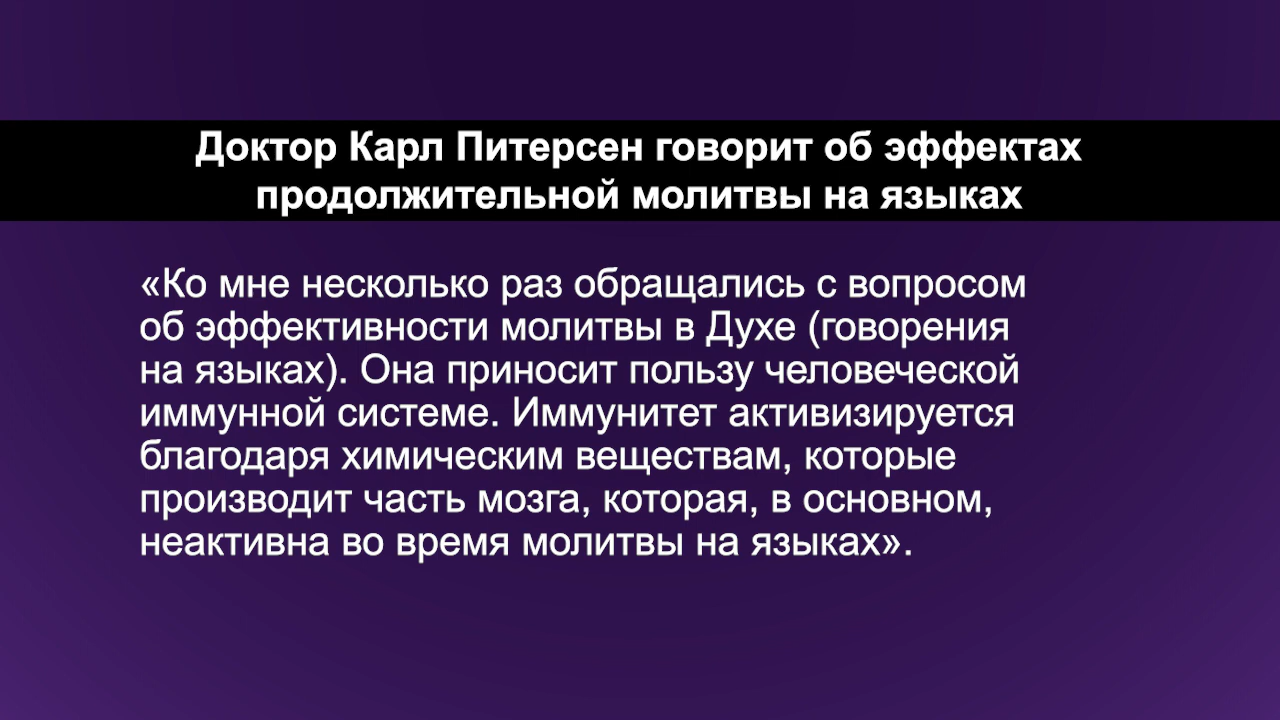 Доктор Карл Питерсен говорит об эффектах
продолжительной молитвы на языках
«Ко мне несколько раз обращались с вопросом
об эффективности молитвы в Духе (говорения
на языках). Она приносит пользу человеческой
иммунной системе. Иммунитет активизируется
благодаря химическим веществам, которые
производит часть мозга, которая, в основном,
неактивна во время молитвы на языках».